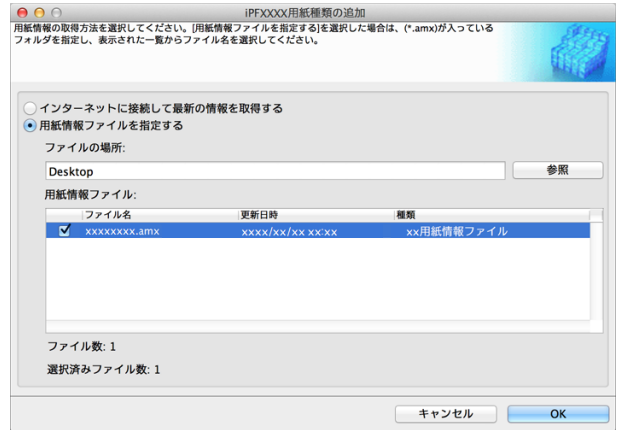 iPFXXXX用紙種類の追加
用紙情報の取得方法を選択してください。[用紙情報ファイルを指定する]を選択した場合は、(*.amx)が入っている
フォルダを指定し、表示された一覧からファイル名を選択してください。
インターネットに接続して最新の情報を取得する
用紙情報ファイルを指定する
ファイルの場所:
Desktop 参照
用紙情報ファイル:
ファイル名 更新日時 種類
xxxxxxxx.amx xxxx/xx/xx xx:xx xx用紙情報ファイル
ファイル数: 1
選択済みファイル数: 1
キャンセル OK